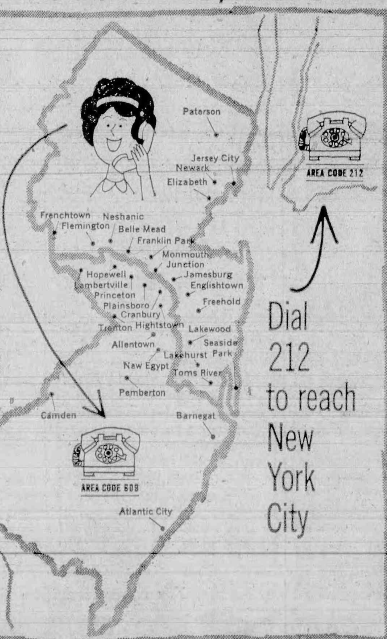 Paterson
Jersey City
Newark
Elizabeth
AREA CODE 212
Frenchtown Neshanic
Flemington Belle Mead
Franklin Park
Monmouth
Junction
Hopewell Jamesburg
Lambertville Englishtown
Princeton
Plainsboro Freehold
Cranbury
Trenton Hightstown Lakewood
Allentown Seaside
Lakehurst Park
New Egypt Toms River
Pemberton
Camden Barnegat
AREA CODE 609
Atlantic City
Dial
212
to reach
New
York
City